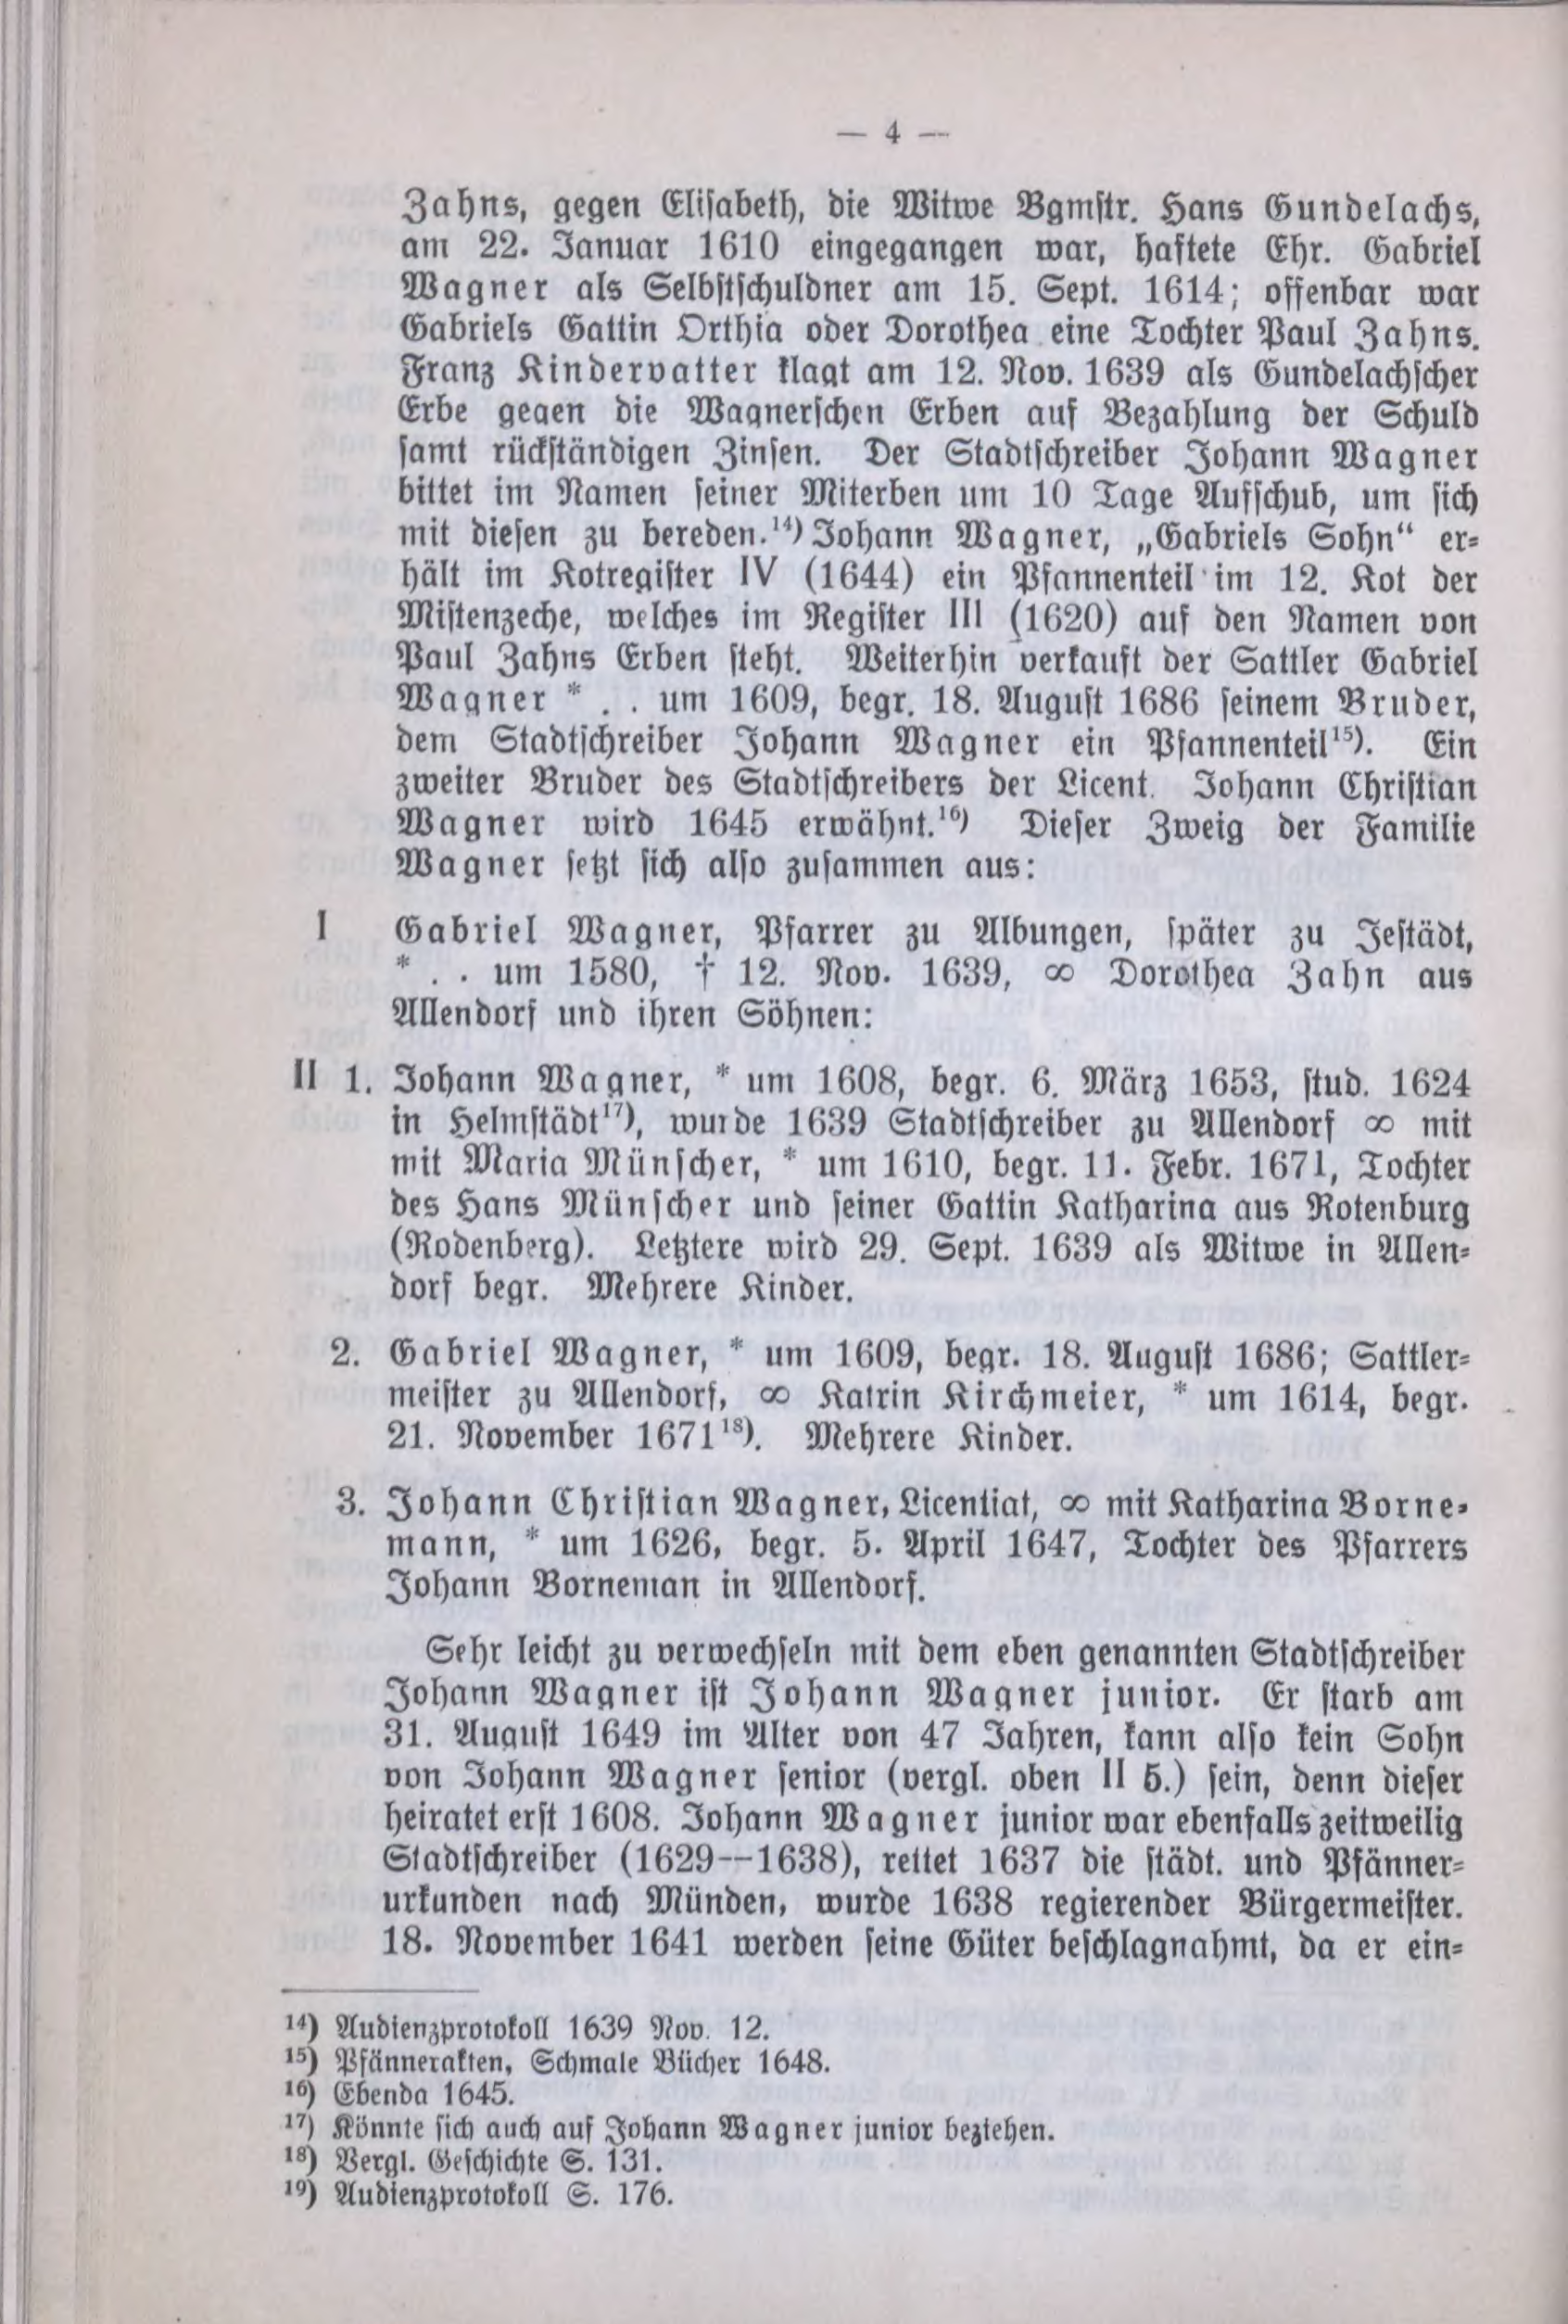 — 4 —
Zahns, gegen Elisabeth, die Witwe Bgmstr. Hans Gundelachs,
am 22. Januar 1610 eingegangen war, haftete Ehr. Gabriel
Wagner als Selbstschuldner am 15. Sept. 1614; offenbar war
Gabriels Gattin Orthia oder Dorothea eine Tochter Paul Zahns.
Franz Kindervatter klagt am 12. Nov. 1639 als Gundelachscher
Erbe gegen die Wagnerschen Erben auf Bezahlung der Schuld
samt rückständigen Zinsen. Der Stadtschreiber Johann Wagner
bittet im Namen seiner Miterben um 10 Tage Aufschub, um sich
mit diesen zu bereden.¹⁴) Johann Wagner, „Gabriels Sohn“ er-
hält im Kotregister IV (1644) ein Pfannenteil im 12. Kot der
Mistenzeche, welches im Register III (1620) auf den Namen von
Paul Zahns Erben steht. Weiterhin verkauft der Sattler Gabriel
Wagner * . . um 1609, begr. 18. August 1686 seinem Bruder,
dem Stadtschreiber Johann Wagner ein Pfannenteil¹⁵). Ein
zweiter Bruder des Stadtschreibers der Licent. Johann Christian
Wagner wird 1645 erwähnt.¹⁶) Dieser Zweig der Familie
Wagner setzt sich also zusammen aus:
I Gabriel Wagner, Pfarrer zu Albungen, später zu Jestädt,
* . . um 1580, † 12. Nov. 1639, ∞ Dorothea Zahn aus
Allendorf und ihren Söhnen:
II 1. Johann Wagner, * um 1608, begr. 6. März 1653, stud. 1624
in Helmstädt¹⁷), wurde 1639 Stadtschreiber zu Allendorf ∞ mit
mit Maria Münscher, * um 1610, begr. 11. Febr. 1671, Tochter
des Hans Münscher und seiner Gattin Katharina aus Rotenburg
(Rodenberg). Letztere wird 29. Sept. 1639 als Witwe in Allen-
dorf begr. Mehrere Kinder.
2. Gabriel Wagner, * um 1609, begr. 18. August 1686; Sattler-
meister zu Allendorf, ∞ Katrin Kirchmeier, * um 1614, begr.
21. November 1671¹⁸). Mehrere Kinder.
3. Johann Christian Wagner, Licentiat, ∞ mit Katharina Borne-
mann, * um 1626, begr. 5. April 1647, Tochter des Pfarrers
Johann Borneman in Allendorf.
Sehr leicht zu verwechseln mit dem eben genannten Stadtschreiber
Johann Wagner ist Johann Wagner junior. Er starb am
31. August 1649 im Alter von 47 Jahren, kann also kein Sohn
von Johann Wagner senior (vergl. oben II 5.) sein, denn dieser
heiratet erst 1608. Johann Wagner junior war ebenfalls zeitweilig
Stadtschreiber (1629—1638), rettet 1637 die städt. und Pfänner-
urkunden nach Münden, wurde 1638 regierender Bürgermeister.
18. November 1641 werden seine Güter beschlagnahmt, da er ein-
¹⁴) Audienzprotokoll 1639 Nov. 12.
¹⁵) Pfännerakten, Schmale Bücher 1648.
¹⁶) Ebenda 1645.
¹⁷) Könnte sich auch auf Johann Wagner junior beziehen.
¹⁸) Vergl. Geschichte S. 131.
¹⁹) Audienzprotokoll S. 176.